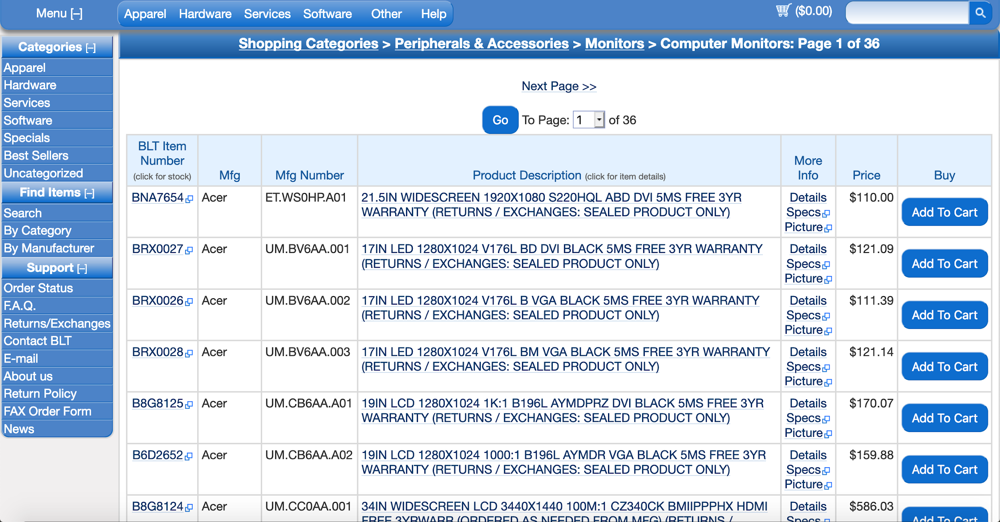 Menu [–]
Apparel Hardware Services Software Other Help
($0.00)
Categories [–]
Apparel
Hardware
Services
Software
Specials
Best Sellers
Uncategorized
Find Items [–]
Search
By Category
By Manufacturer
Support [–]
Order Status
F.A.Q.
Returns/Exchanges
Contact BLT
E-mail
About us
Return Policy
FAX Order Form
News
Shopping Categories > Peripherals & Accessories > Monitors > Computer Monitors: Page 1 of 36
Next Page >>
Go To Page: 1 of 36
BLT Item
Number
(click for stock)
Mfg
Mfg Number
Product Description (click for item details)
More
Info
Price
Buy
BNA7654 Acer ET.WS0HP.A01 21.5IN WIDESCREEN 1920X1080 S220HQL ABD DVI 5MS FREE 3YR Details $110.00
WARRANTY (RETURNS / EXCHANGES: SEALED PRODUCT ONLY) Specs Add To Cart
Picture
BRX0027 Acer UM.BV6AA.001 17IN LED 1280X1024 V176L BD DVI BLACK 5MS FREE 3YR WARRANTY Details $121.09
(RETURNS / EXCHANGES: SEALED PRODUCT ONLY) Specs Add To Cart
Picture
BRX0026 Acer UM.BV6AA.002 17IN LED 1280X1024 V176L B VGA BLACK 5MS FREE 3YR WARRANTY Details $111.39
(RETURNS / EXCHANGES: SEALED PRODUCT ONLY) Specs Add To Cart
Picture
BRX0028 Acer UM.BV6AA.003 17IN LED 1280X1024 V176L BM VGA BLACK 5MS FREE 3YR WARRANTY Details $121.14
(RETURNS / EXCHANGES: SEALED PRODUCT ONLY) Specs Add To Cart
Picture
B8G8125 Acer UM.CB6AA.A01 19IN LCD 1280X1024 1K:1 B196L AYMDPRZ DVI BLACK 5MS FREE 3YR Details $170.07
WARRANTY (RETURNS / EXCHANGES: SEALED PRODUCT ONLY) Specs Add To Cart
Picture
B6D2652 Acer UM.CB6AA.A02 19IN LCD 1280X1024 1000:1 B196L AYMDR VGA BLACK 5MS FREE 3YR Details $159.88
WARRANTY (RETURNS / EXCHANGES: SEALED PRODUCT ONLY) Specs Add To Cart
Picture
B8G8124 Acer UM.CC0AA.001 34IN WIDESCREEN LCD 3440X1440 100M:1 CZ340CK BMIIPPPHX HDMI Details $586.03
FREE 3YRWARR (ORDERED AS NEEDED FROM MFG) (RETURNS / Specs Add To Cart